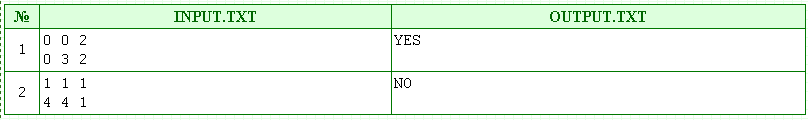 № INPUT.TXT OUTPUT.TXT
1 0 0 2 YES
0 3 2
2 1 1 1 NO
4 4 1